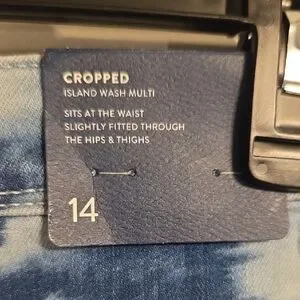 CROPPED
ISLAND WASH MULTI
SITS AT THE WAIST
SLIGHTLY FITTED THROUGH
THE HIPS & THIGHS
14